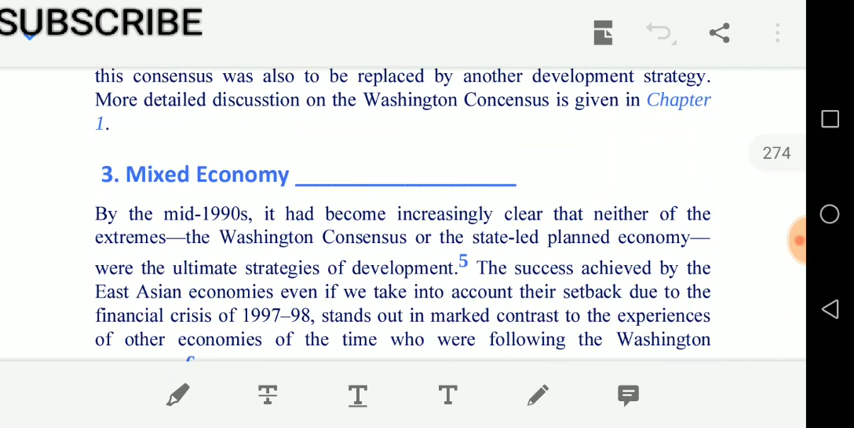 SUBSCRIBE
this consensus was also to be replaced by another development strategy.
More detailed discusstion on the Washington Concensus is given in Chapter
1.
274
3. Mixed Economy ____________________
By the mid-1990s, it had become increasingly clear that neither of the
extremes—the Washington Consensus or the state-led planned economy—
were the ultimate strategies of development.5 The success achieved by the
East Asian economies even if we take into account their setback due to the
financial crisis of 1997–98, stands out in marked contrast to the experiences
of other economies of the time who were following the Washington